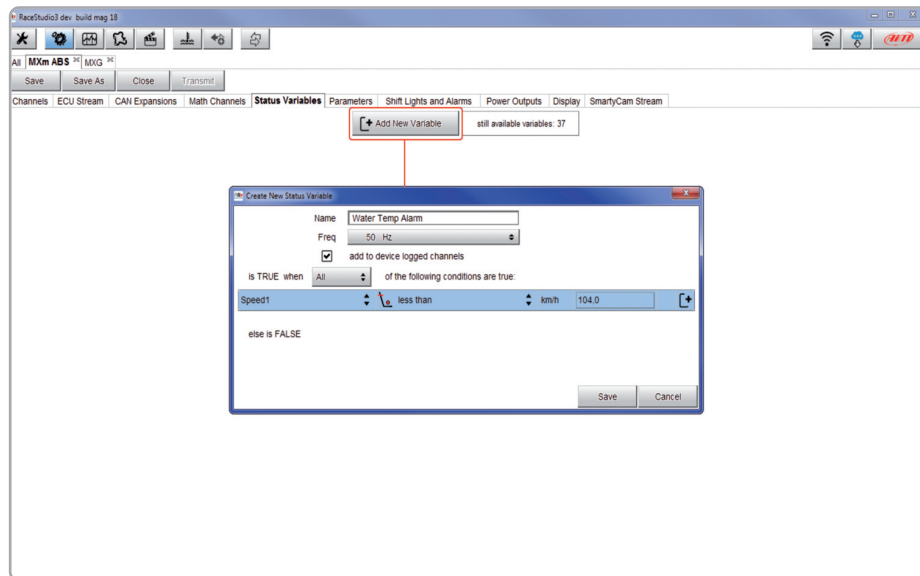 RaceStudio3 dev build mag 18
AiM
All MXm ABS MXG
Save Save As Close Transmit
Channels ECU Stream CAN Expansions Math Channels Status Variables Parameters Shift Lights and Alarms Power Outputs Display SmartyCam Stream
Add New Variable still available variables: 37
Create New Status Variable
Name Water Temp Alarm
Freq 50 Hz
add to device logged channels
is TRUE when All of the following conditions are true:
Speed1 less than km/h 104.0
else is FALSE
Save Cancel